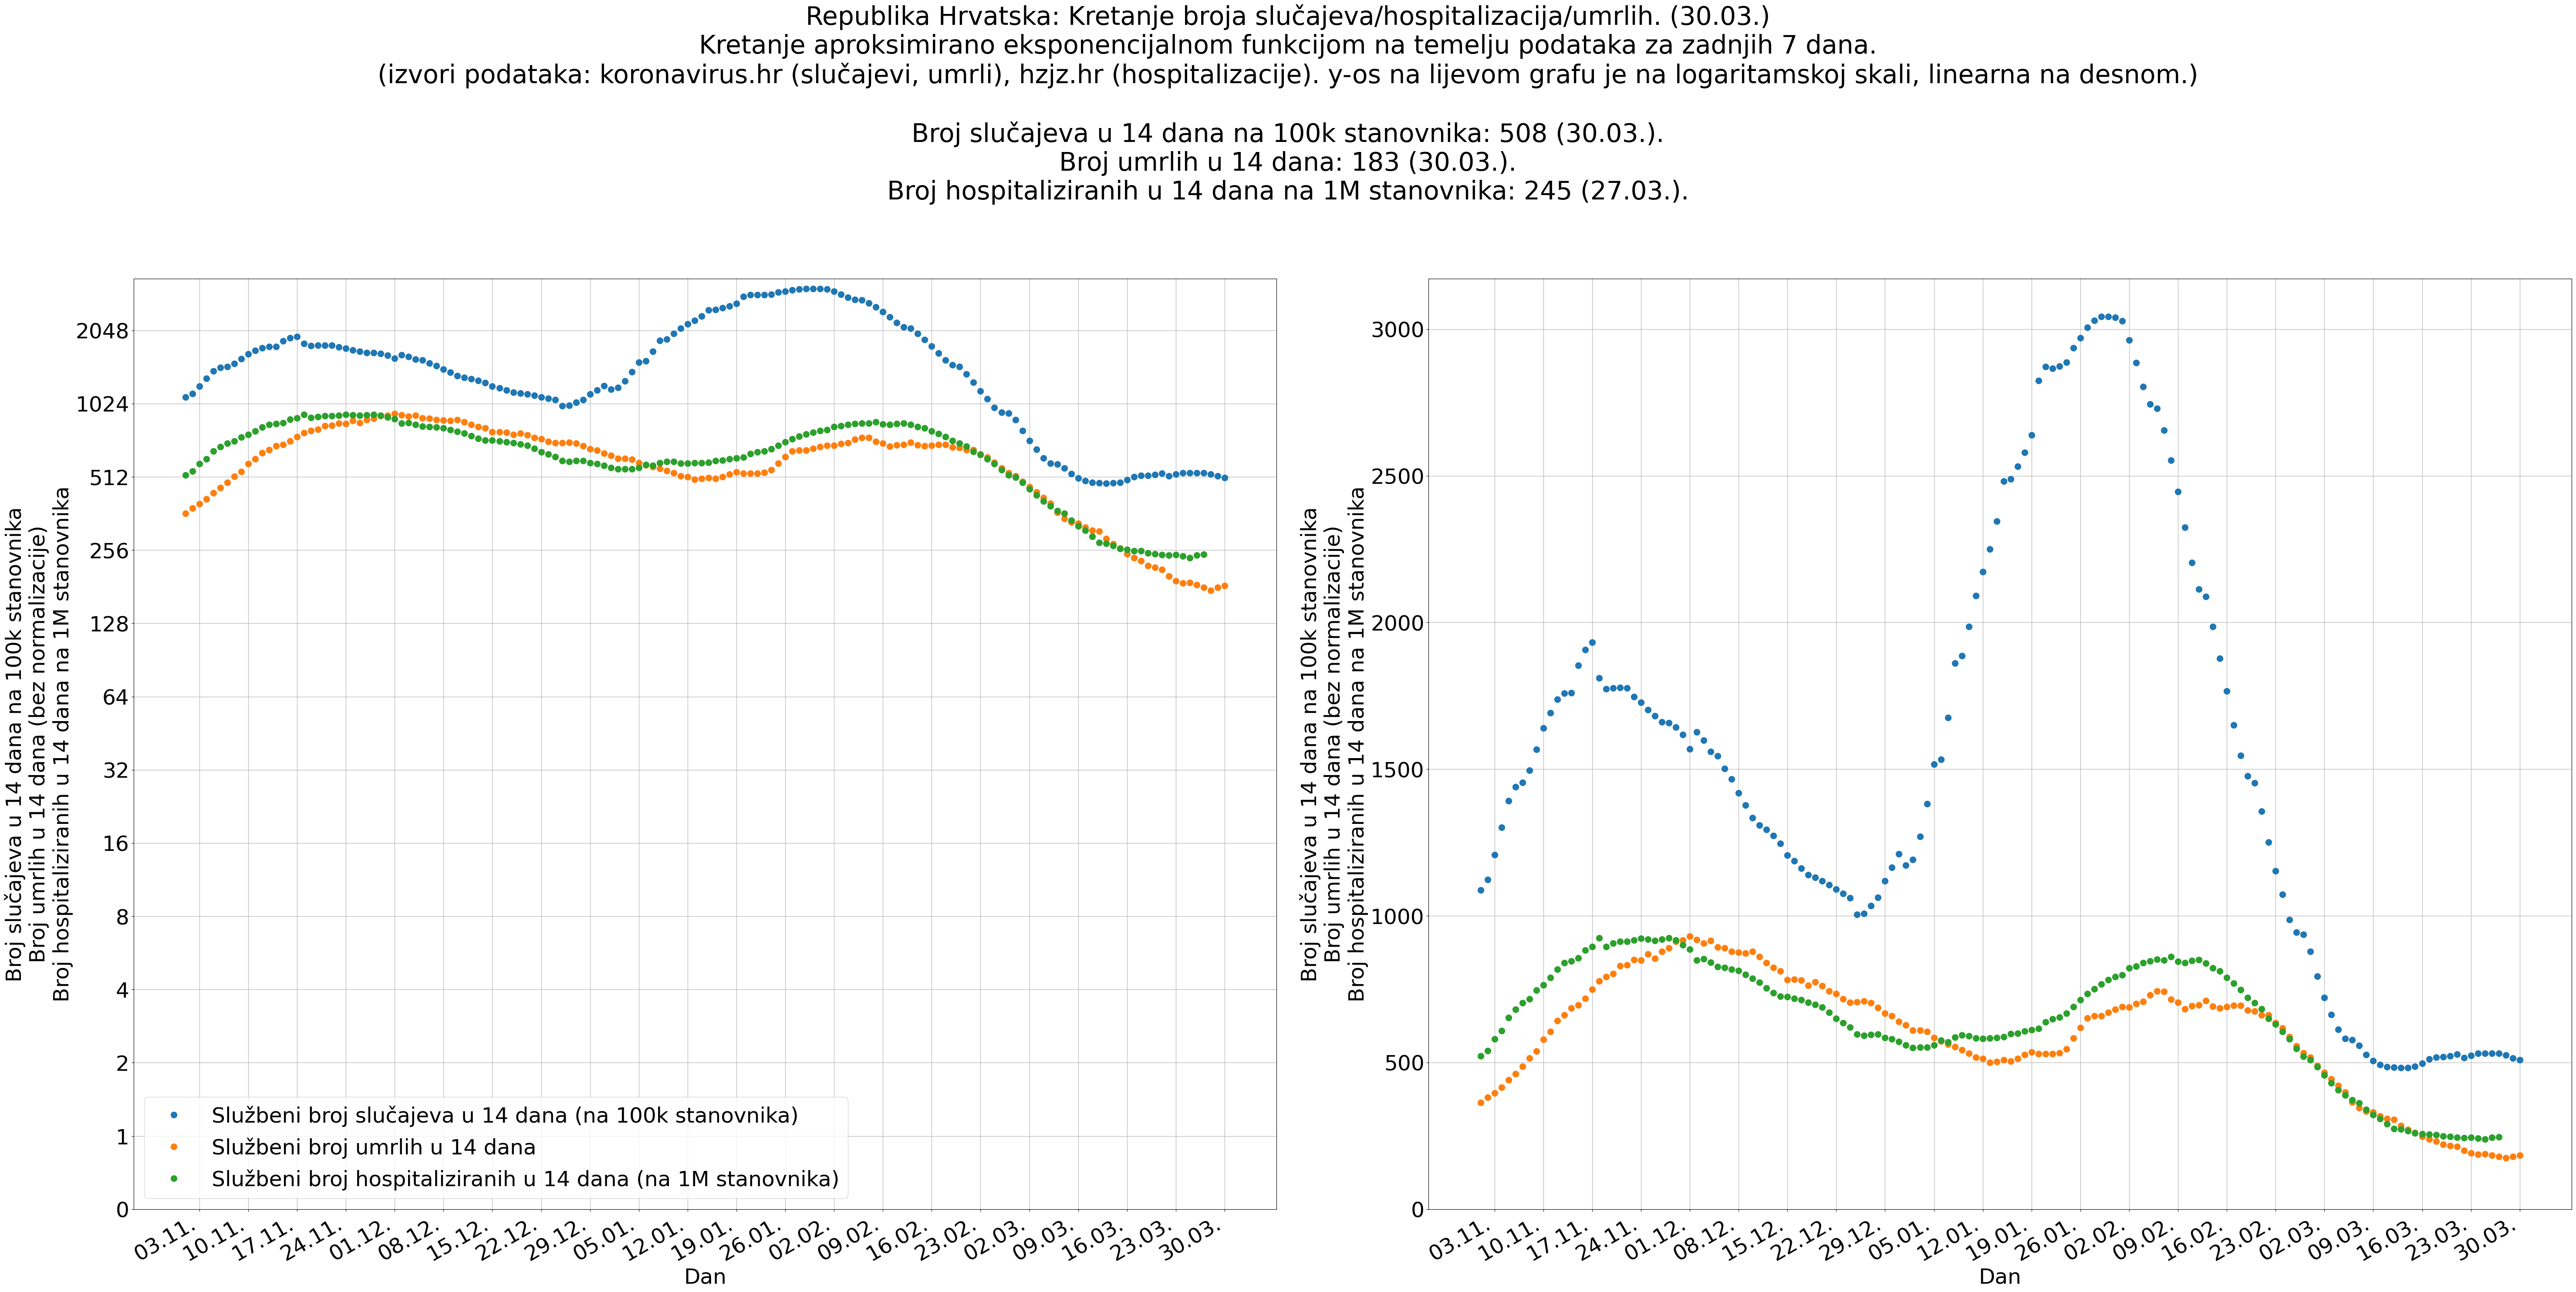 Republika Hrvatska: Kretanje broja slučajeva/hospitalizacija/umrlih. (30.03.)
Kretanje aproksimirano eksponencijalnom funkcijom na temelju podataka za zadnjih 7 dana.
(izvori podataka: koronavirus.hr (slučajevi, umrli), hzjz.hr (hospitalizacije). y-os na lijevom grafu je na logaritamskoj skali, linearna na desnom.)
Broj slučajeva u 14 dana na 100k stanovnika: 508 (30.03.).
Broj umrlih u 14 dana: 183 (30.03.).
Broj hospitaliziranih u 14 dana na 1M stanovnika: 245 (27.03.).
Broj slučajeva u 14 dana na 100k stanovnika
Broj umrlih u 14 dana (bez normalizacije)
Broj hospitaliziranih u 14 dana na 1M stanovnika
2048
1024
512
256
128
64
32
16
8
4
2
1
0
Službeni broj slučajeva u 14 dana (na 100k stanovnika)
Službeni broj umrlih u 14 dana
Službeni broj hospitaliziranih u 14 dana (na 1M stanovnika)
03.11. 10.11. 17.11. 24.11. 01.12. 08.12. 15.12. 22.12. 29.12. 05.01. 12.01. 19.01. 26.01. 02.02. 09.02. 16.02. 23.02. 02.03. 09.03. 16.03. 23.03. 30.03.
Dan
Broj slučajeva u 14 dana na 100k stanovnika
Broj umrlih u 14 dana (bez normalizacije)
Broj hospitaliziranih u 14 dana na 1M stanovnika
3000
2500
2000
1500
1000
500
0
03.11. 10.11. 17.11. 24.11. 01.12. 08.12. 15.12. 22.12. 29.12. 05.01. 12.01. 19.01. 26.01. 02.02. 09.02. 16.02. 23.02. 02.03. 09.03. 16.03. 23.03. 30.03.
Dan